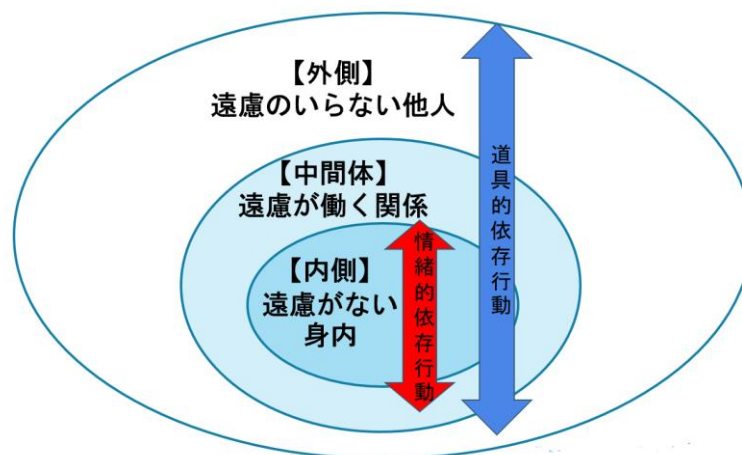 【外側】
遠慮のいらない他人
【中間体】
遠慮が働く関係
【内側】
遠慮がない
身内
情緒的依存行動
道具的依存行動